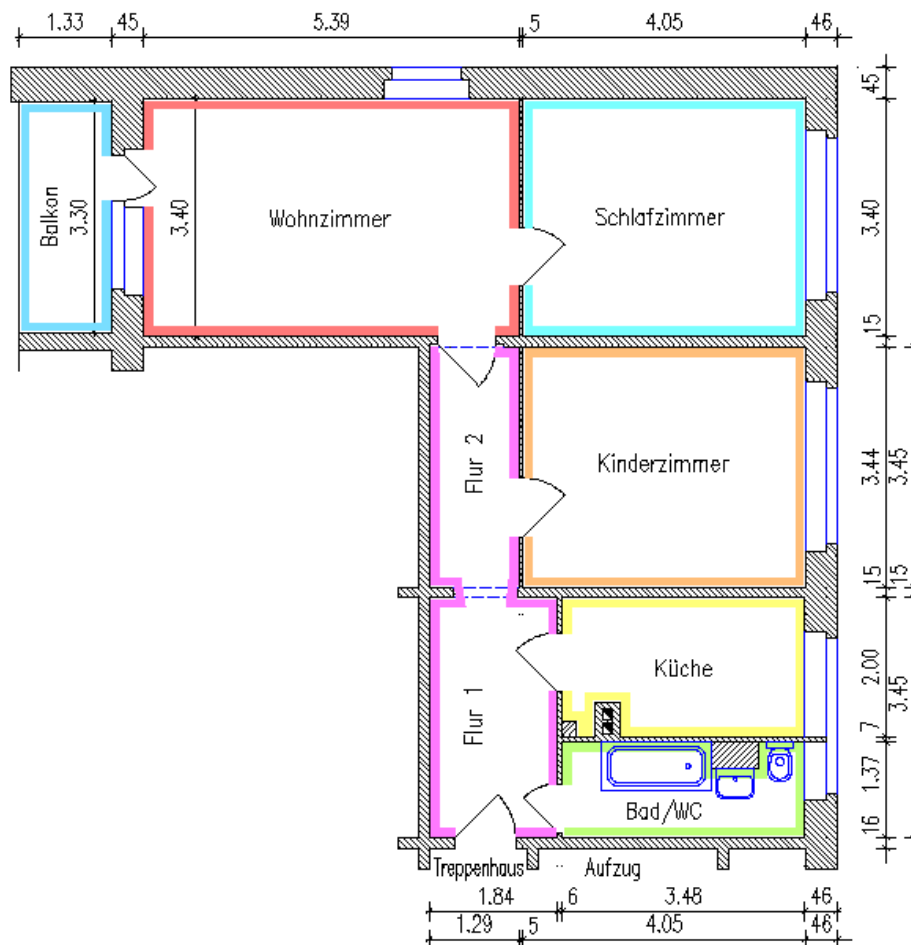 1.33 45 5.39 5 4.05 46
45
Balkon
3.30
3.40
Wohnzimmer
Schlafzimmer
3.40
15
Flur 2
Kinderzimmer
3.44
3.45
15
15
Flur 1
Küche
2.00
3.45
7
Bad/WC
1.37
16
Treppenhaus Aufzug
1.84 6 3.48 46
1.29 5 4.05 46